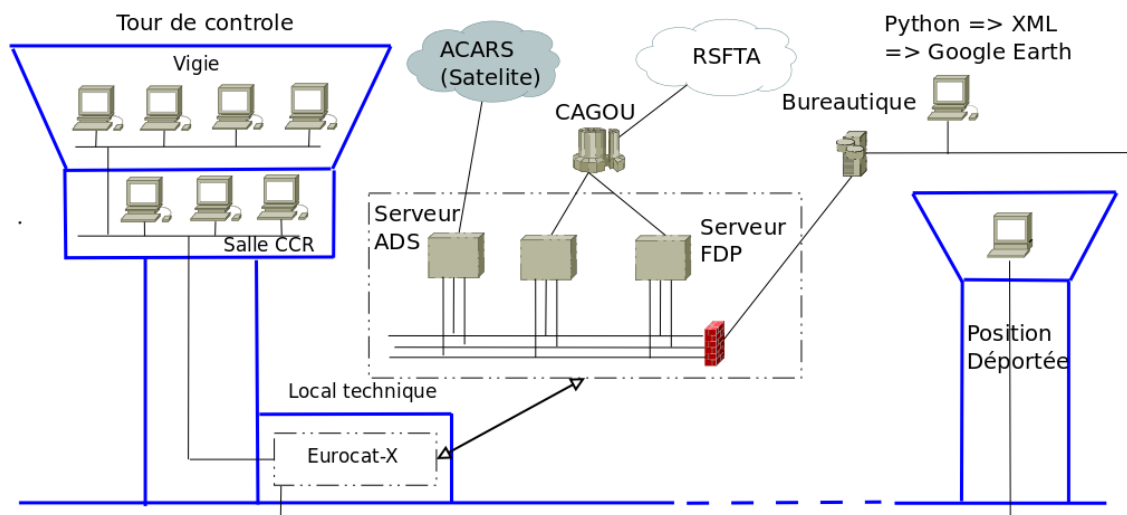 Tour de controle
Vigie
ACARS
(Satelite)
RSFTA
Python => XML
=> Google Earth
CAGOU
Bureautique
Serveur
ADS
Serveur
FDP
Salle CCR
Position
Déportée
Local technique
Eurocat-X